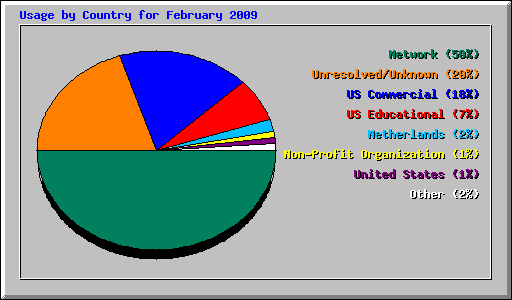 Usage by Country for February 2009
Network (50%)
Unresolved/Unknown (20%)
US Commercial (18%)
US Educational (7%)
Netherlands (2%)
Non-Profit Organization (1%)
United States (1%)
Other (2%)